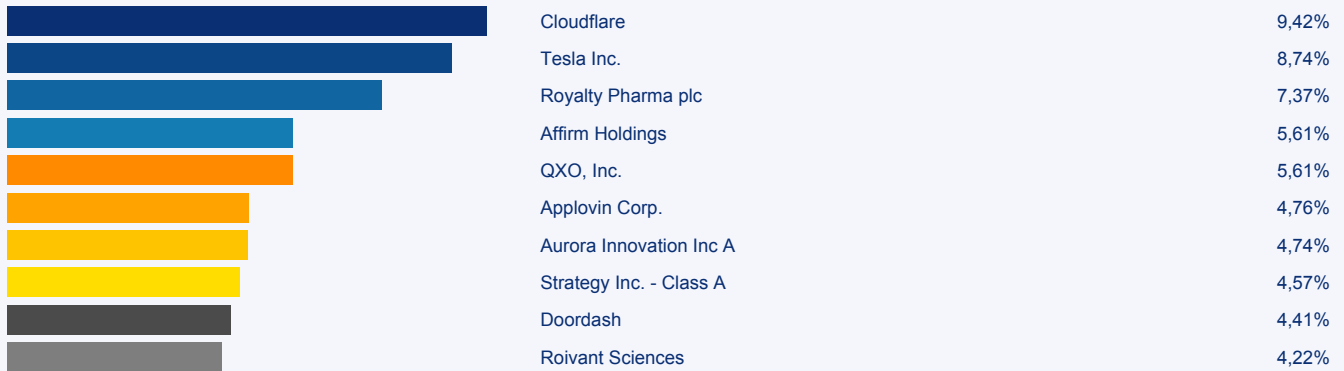 Cloudflare 9,42%
Tesla Inc. 8,74%
Royalty Pharma plc 7,37%
Affirm Holdings 5,61%
QXO, Inc. 5,61%
Applovin Corp. 4,76%
Aurora Innovation Inc A 4,74%
Strategy Inc. - Class A 4,57%
Doordash 4,41%
Roivant Sciences 4,22%